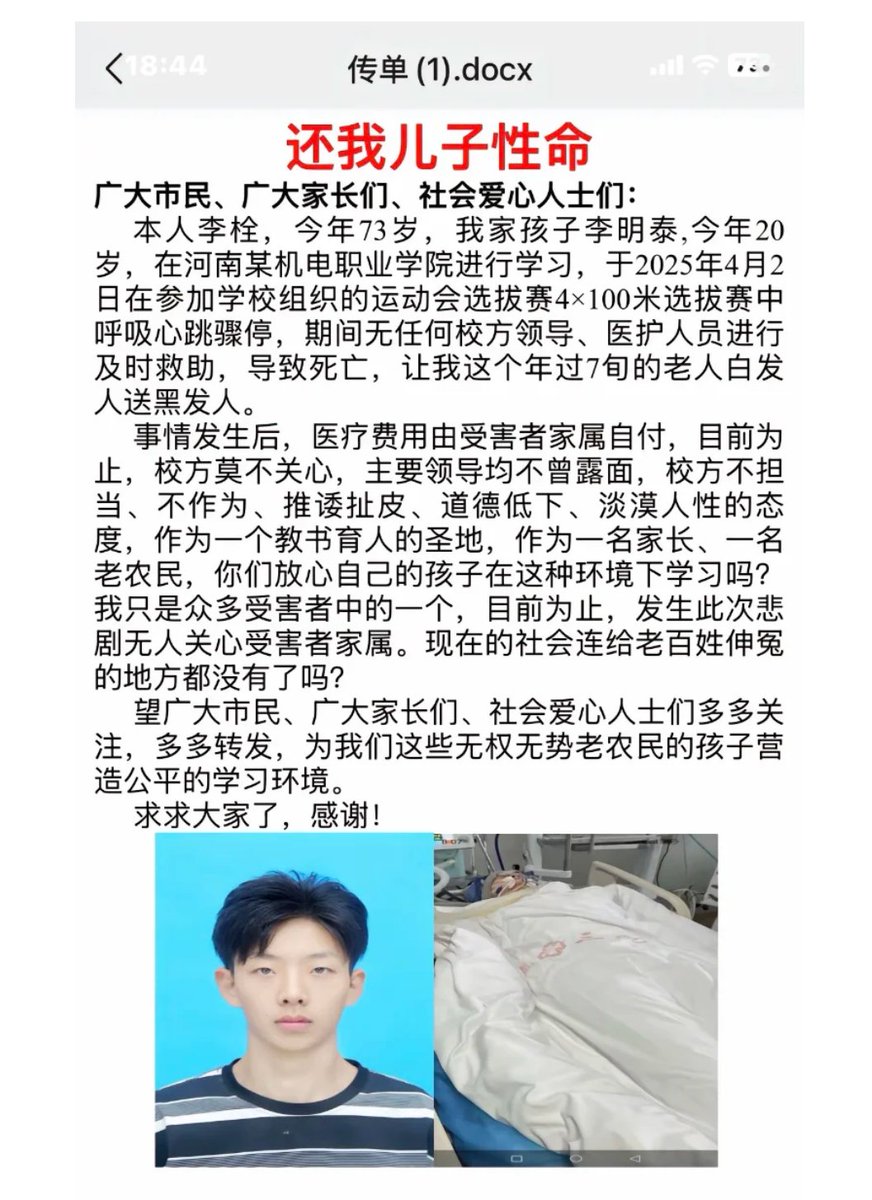 18:44
传单 (1).docx
还我儿子性命
广大市民、广大家长们、社会爱心人士们：
本人李栓，今年73岁，我家孩子李明泰,今年20
岁，在河南某机电职业学院进行学习，于2025年4月2
日在参加学校组织的运动会选拔赛4×100米选拔赛中
呼吸心跳骤停，期间无任何校方领导、医护人员进行
及时救助，导致死亡，让我这个年过7旬的老人白发
人送黑发人。
事情发生后，医疗费用由受害者家属自付，目前为
止，校方莫不关心，主要领导均不曾露面，校方不担
当、不作为、推诿扯皮、道德低下、淡漠人性的态
度，作为一个教书育人的圣地，作为一名家长、一名
老农民，你们放心自己的孩子在这种环境下学习吗？
我只是众多受害者中的一个，目前为止，发生此次悲
剧无人关心受害者家属。现在的社会连给老百姓伸冤
的地方都没有了吗？
望广大市民、广大家长们、社会爱心人士们多多关
注，多多转发，为我们这些无权无势老农民的孩子营
造公平的学习环境。
求求大家了，感谢！